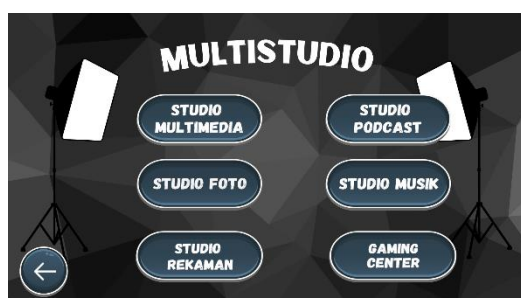 MULTISTUDIO
STUDIO
MULTIMEDIA
STUDIO
PODCAST
STUDIO FOTO
STUDIO MUSIK
STUDIO
REKAMAN
GAMING
CENTER